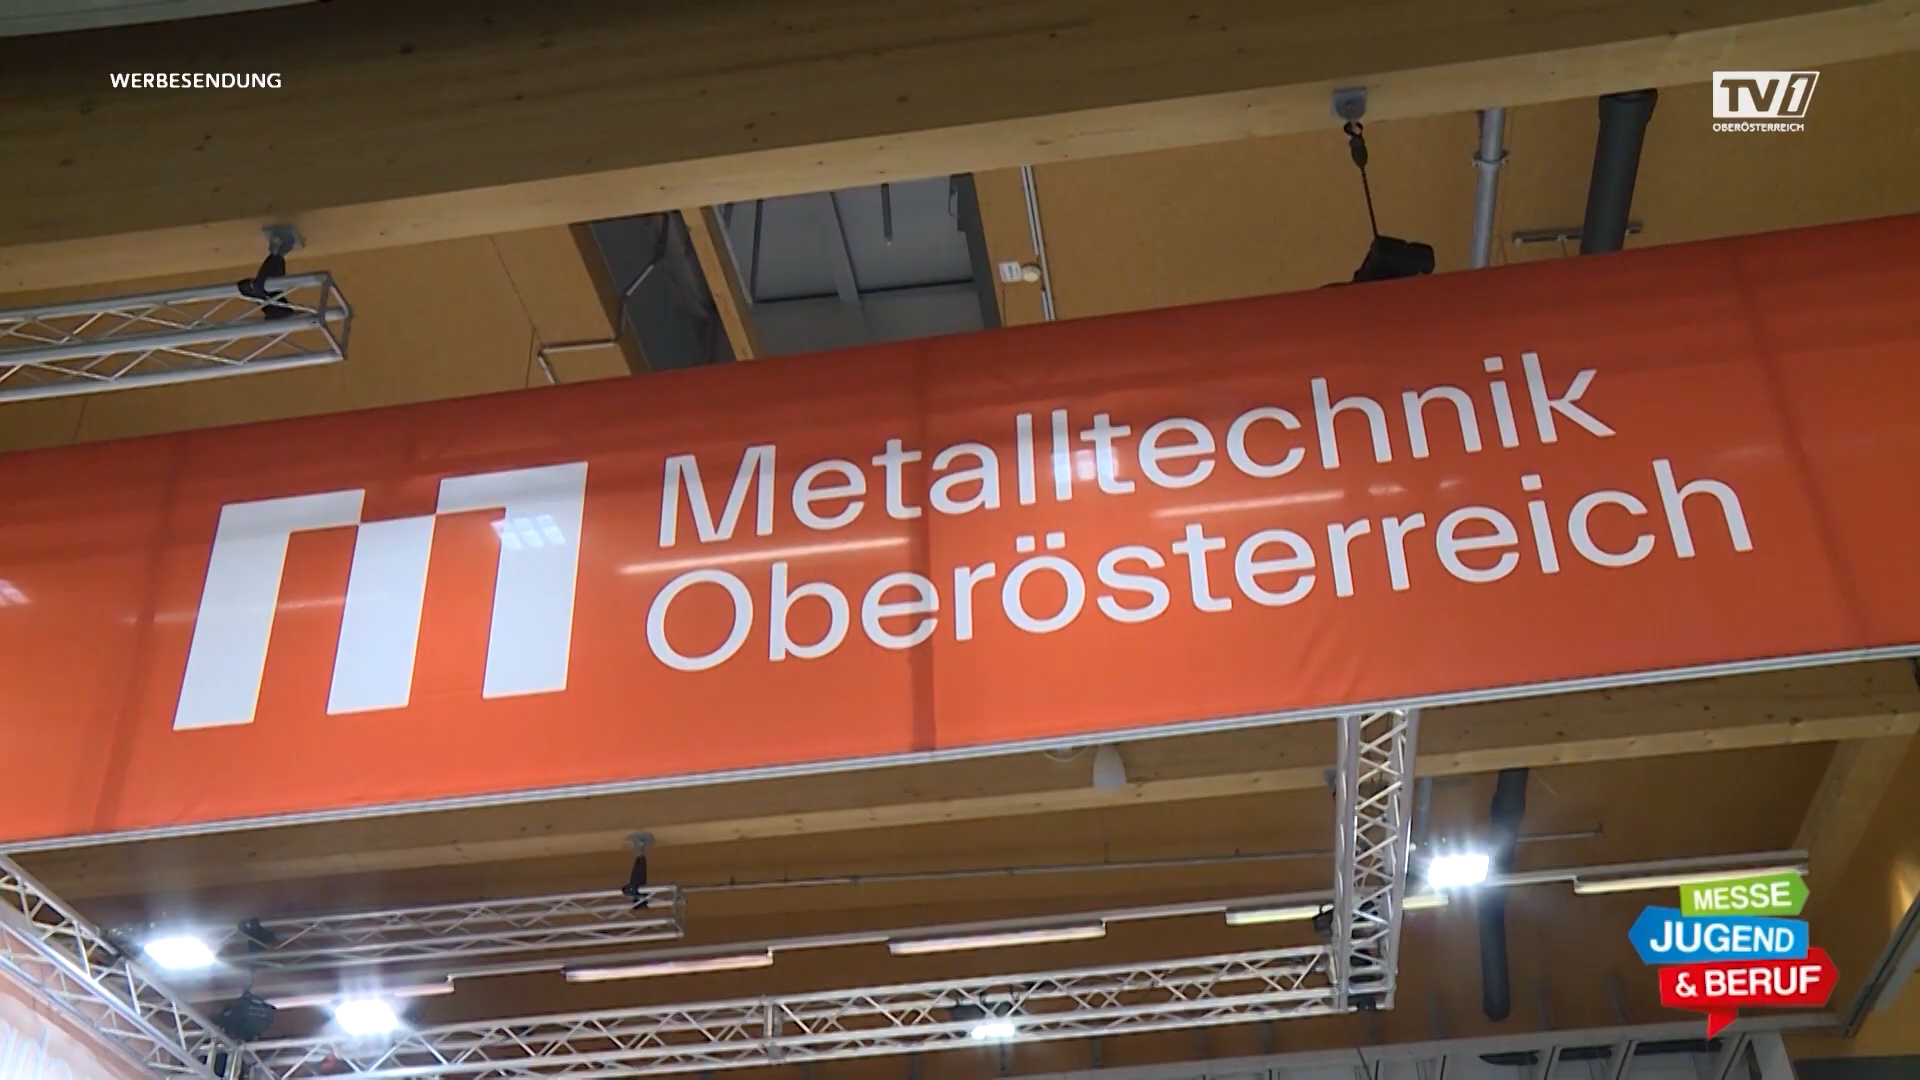 WERBESENDUNG
TV1
OBERÖSTERREICH
Metalltechnik
Oberösterreich
MESSE
JUGEND
& BERUF